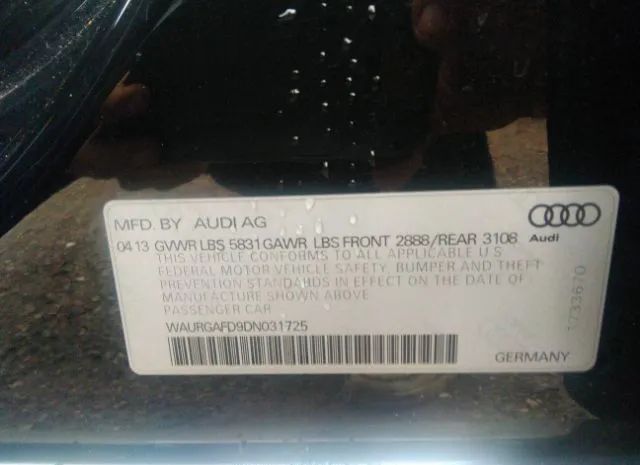 MFD. BY AUDI AG
Audi
04 13 GVWR LBS 5831 GAWR LBS FRONT 2888/REAR 3108
THIS VEHICLE CONFORMS TO ALL APPLICABLE U S
FEDERAL MOTOR VEHICLE SAFETY, BUMPER AND THEFT
PREVENTION STANDARDS IN EFFECT ON THE DATE OF
MANUFACTURE SHOWN ABOVE
PASSENGER CAR
WAURGAFD9DN031725
GERMANY
1733670